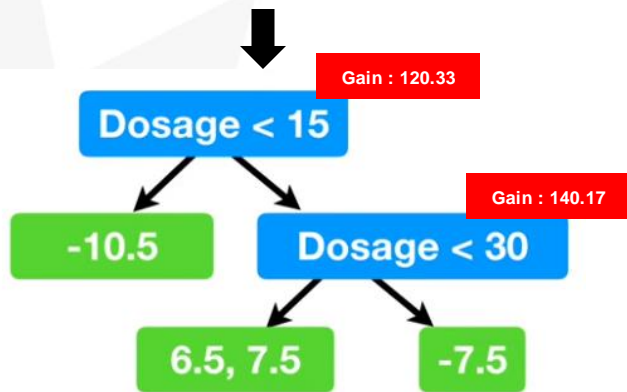 Gain : 120.33
Dosage < 15
Gain : 140.17
-10.5
Dosage < 30
6.5, 7.5
-7.5